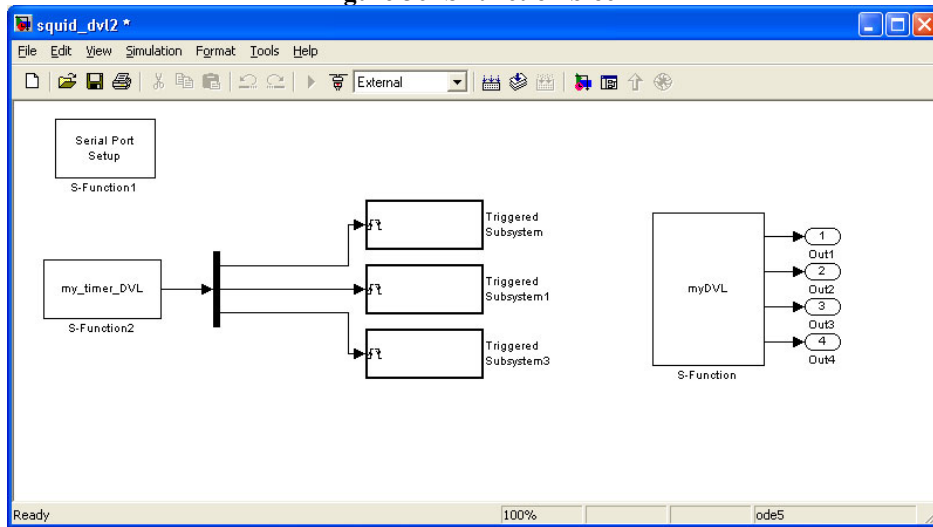 squid_dvl2 *
File Edit View Simulation Format Tools Help
External
Serial Port
Setup
S-Function1
my_timer_DVL
S-Function2
Triggered
Subsystem
Triggered
Subsystem1
Triggered
Subsystem3
myDVL
S-Function
1
Out1
2
Out2
3
Out3
4
Out4
Ready 100% ode5